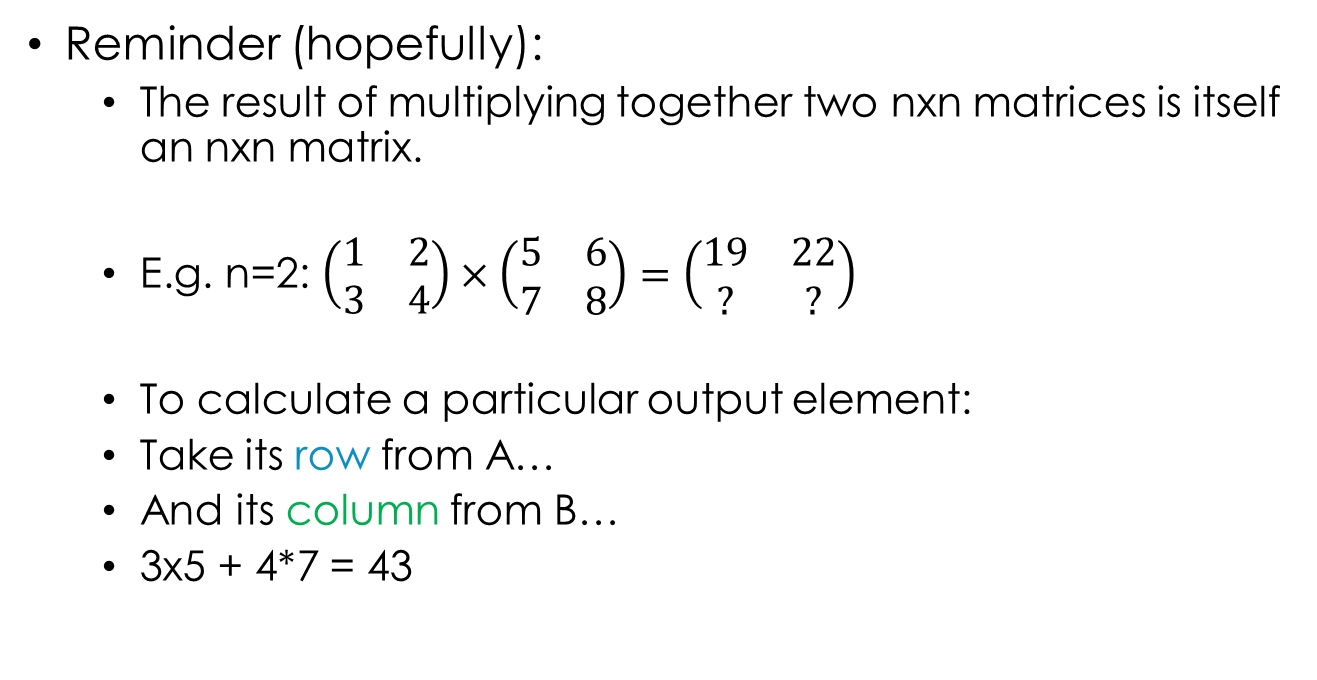 • Reminder (hopefully):
• The result of multiplying together two nxn matrices is itself
an nxn matrix.
• E.g. n=2: (1 2
3 4) × (5 6
7 8) = (19 22
? ?)
• To calculate a particular output element:
• Take its row from A…
• And its column from B…
• 3x5 + 4*7 = 43